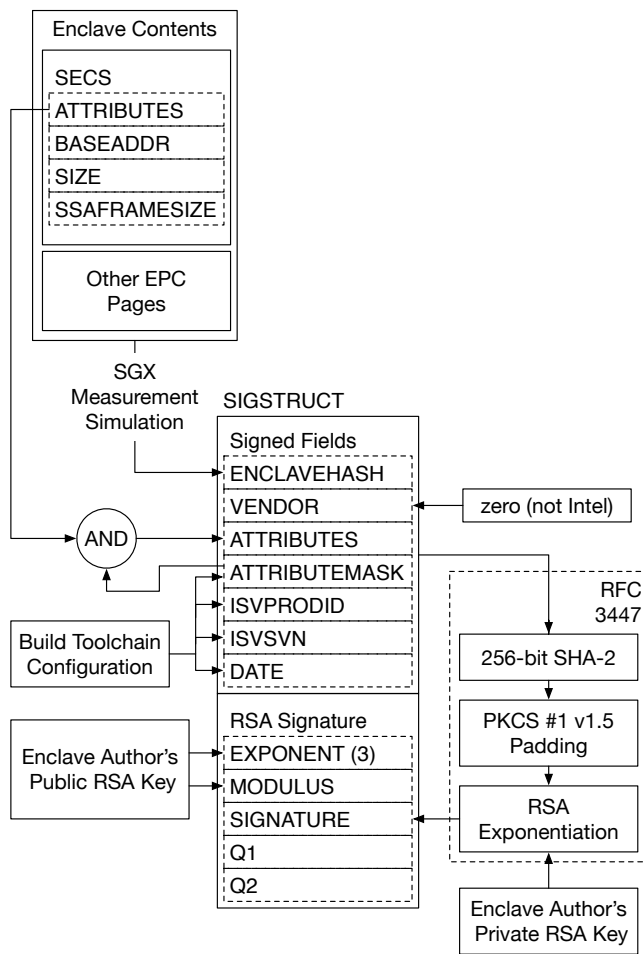 Enclave Contents
SECS
ATTRIBUTES
BASEADDR
SIZE
SSAFRAMESIZE
Other EPC
Pages
SGX
Measurement
Simulation
SIGSTRUCT
Signed Fields
ENCLAVEHASH
VENDOR
zero (not Intel)
AND
ATTRIBUTES
ATTRIBUTEMASK
ISVPRODID
ISVSVN
DATE
Build Toolchain
Configuration
RFC
3447
256-bit SHA-2
PKCS #1 v1.5
Padding
RSA
Exponentiation
RSA Signature
Enclave Author's
Public RSA Key
EXPONENT (3)
MODULUS
SIGNATURE
Q1
Q2
Enclave Author's
Private RSA Key